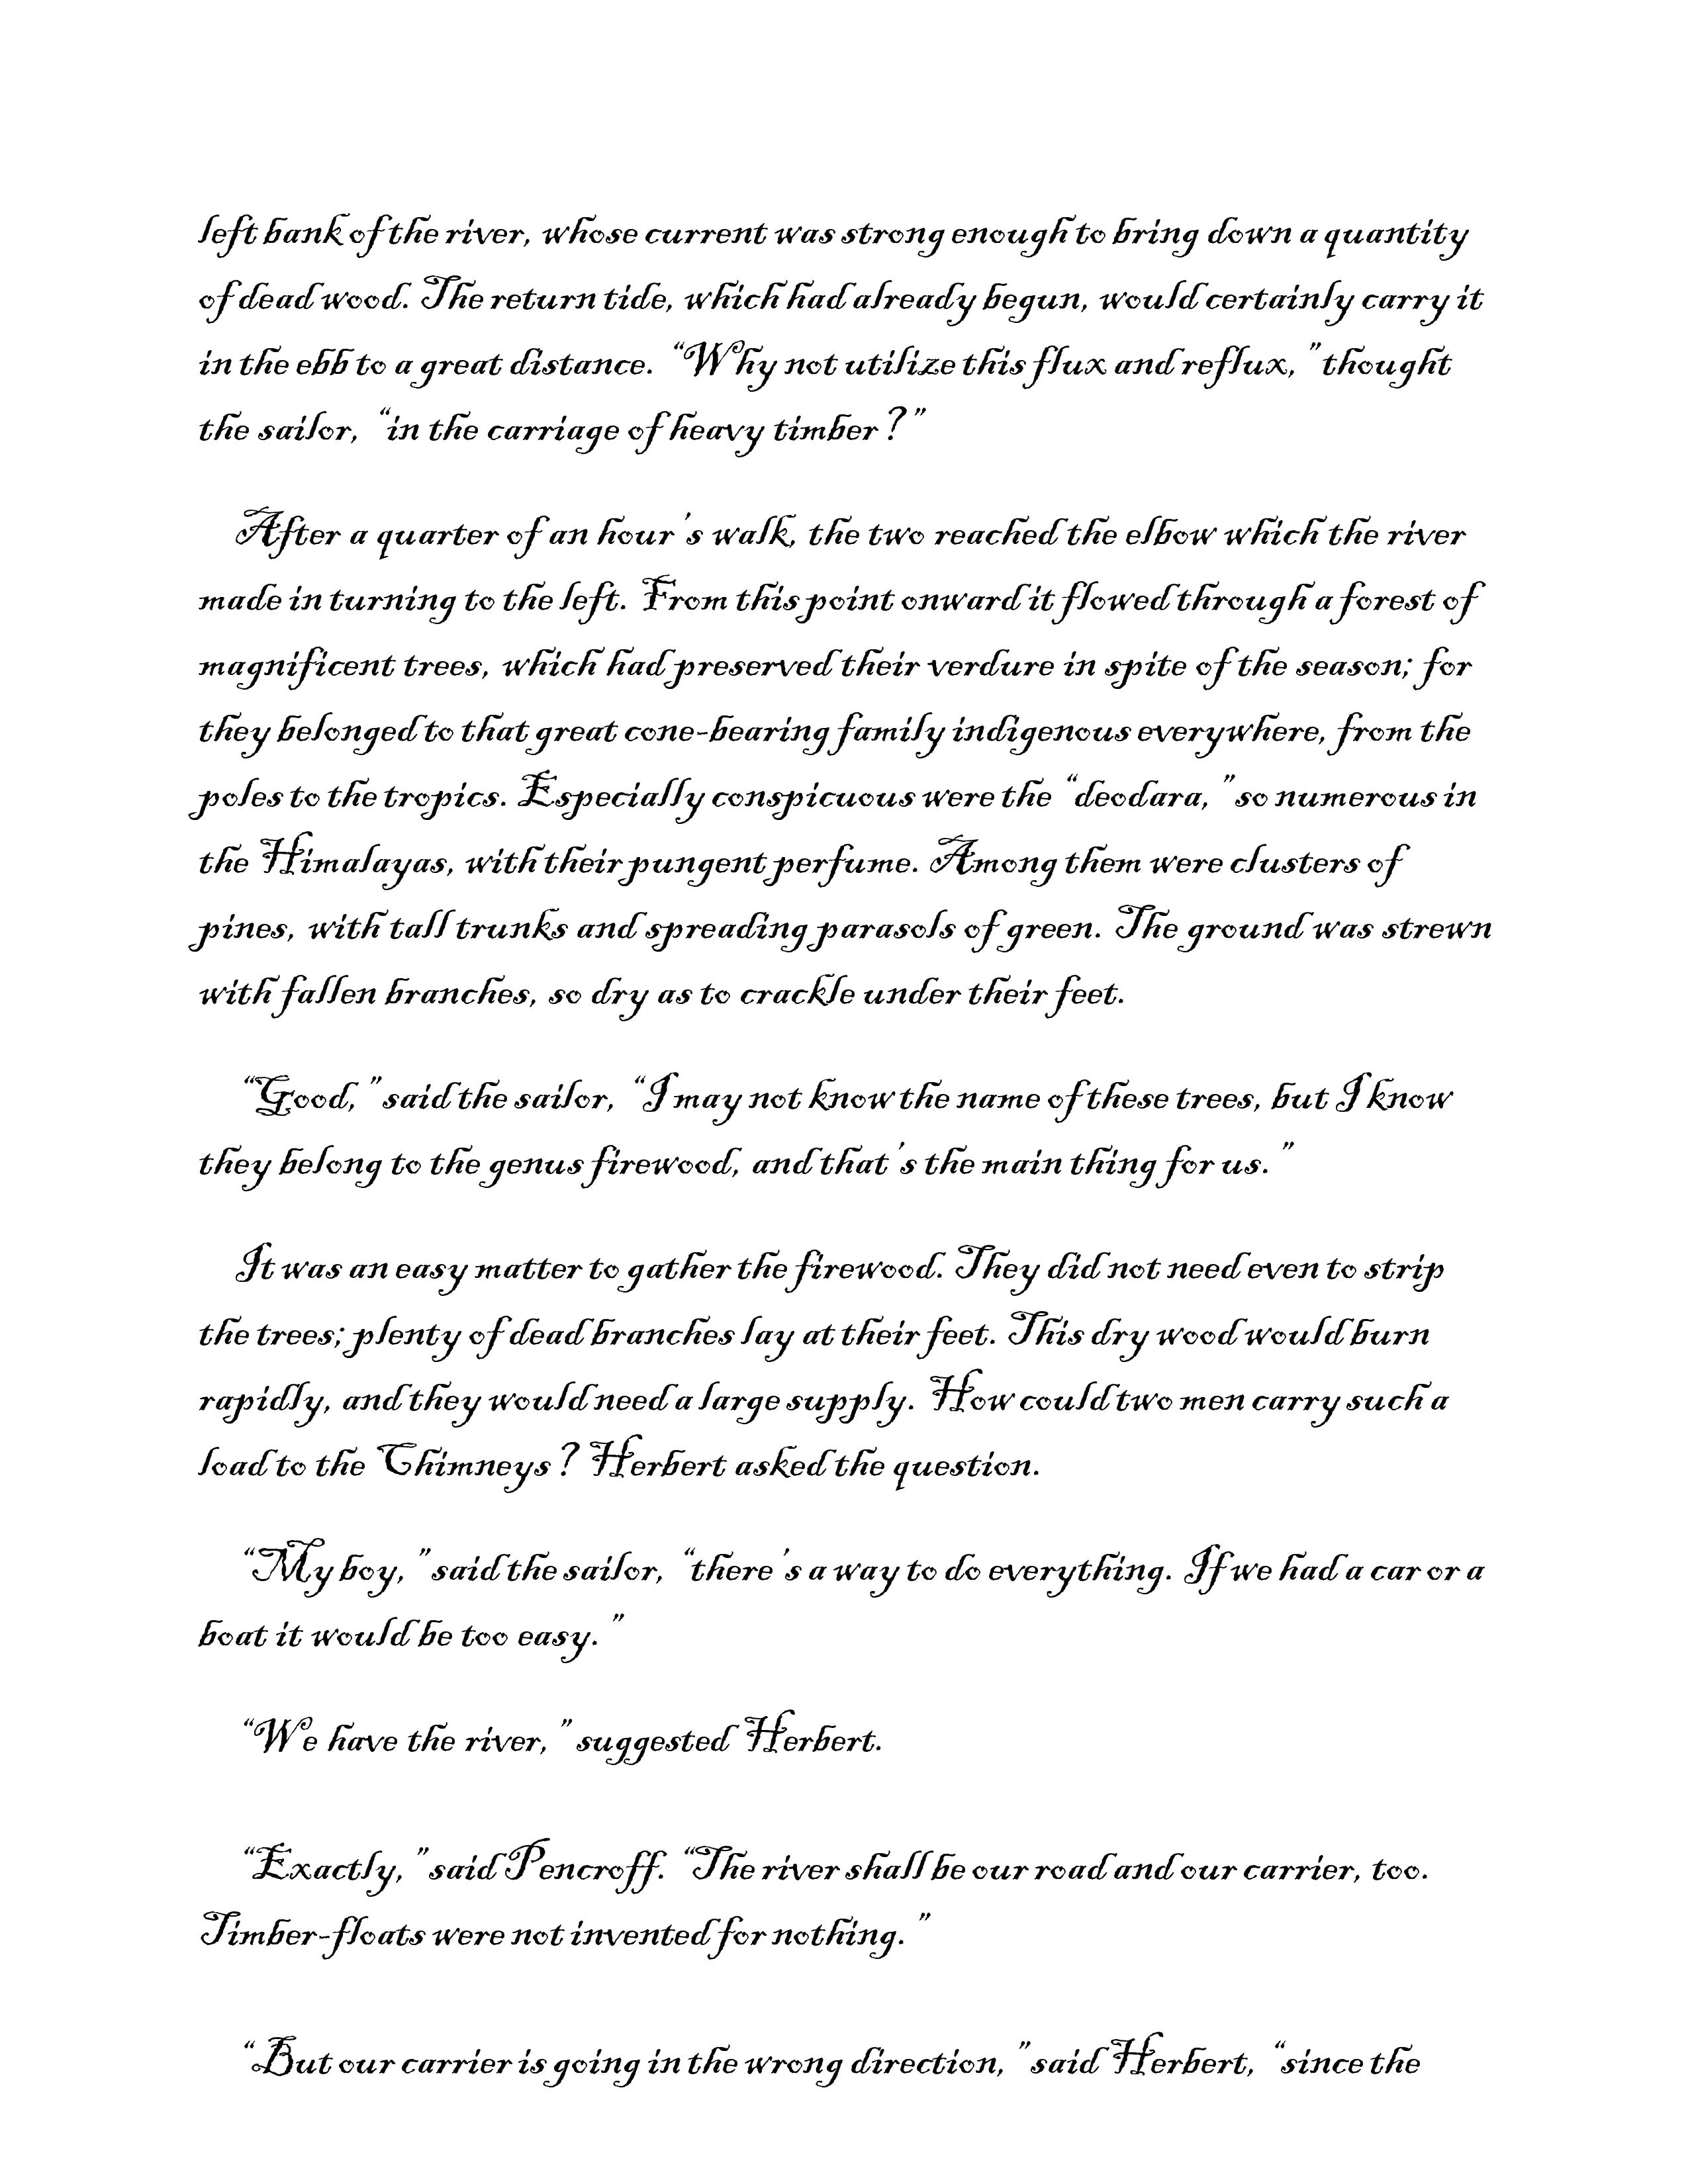 left bank of the river, whose current was strong enough to bring down a quantity
of dead wood. The return tide, which had already begun, would certainly carry it
in the ebb to a great distance. “Why not utilize this flux and reflux,” thought
the sailor, “in the carriage of heavy timber?”
After a quarter of an hour’s walk, the two reached the elbow which the river
made in turning to the left. From this point onward it flowed through a forest of
magnificent trees, which had preserved their verdure in spite of the season; for
they belonged to that great cone-bearing family indigenous everywhere, from the
poles to the tropics. Especially conspicuous were the “deodara,” so numerous in
the Himalayas, with their pungent perfume. Among them were clusters of
pines, with tall trunks and spreading parasols of green. The ground was strewn
with fallen branches, so dry as to crackle under their feet.
“Good,” said the sailor, “I may not know the name of these trees, but I know
they belong to the genus firewood, and that’s the main thing for us.”
It was an easy matter to gather the firewood. They did not need even to strip
the trees; plenty of dead branches lay at their feet. This dry wood would burn
rapidly, and they would need a large supply. How could two men carry such a
load to the Chimneys? Herbert asked the question.
“My boy,” said the sailor, “there’s a way to do everything. If we had a car or a
boat it would be too easy.”
“We have the river,” suggested Herbert.
“Exactly,” said Pencroff. “The river shall be our road and our carrier, too.
Timber-floats were not invented for nothing.”
“But our carrier is going in the wrong direction,” said Herbert, “since the